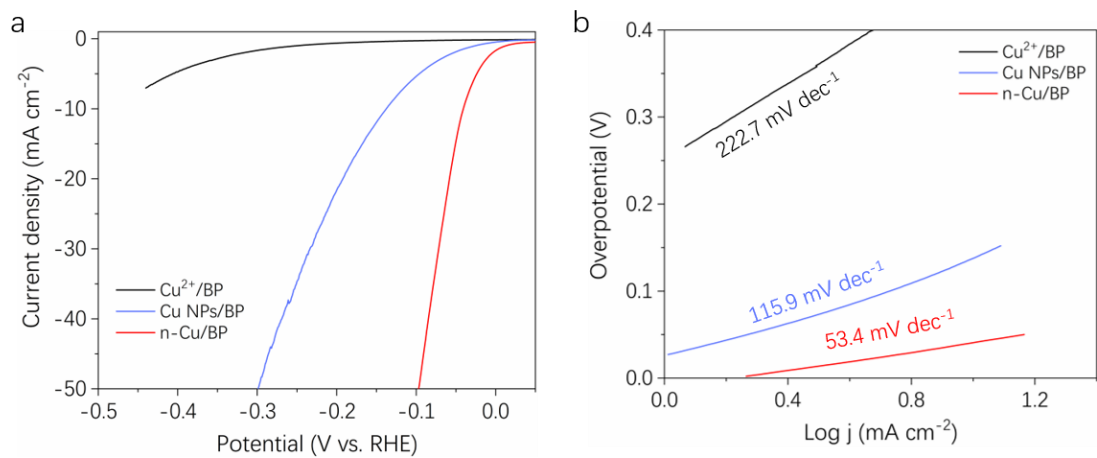 a
Current density (mA cm⁻²)
0
-10
-20
-30
-40
-50
Cu²⁺/BP
Cu NPs/BP
n-Cu/BP
-0.5
-0.4
-0.3
-0.2
-0.1
0.0
Potential (V vs. RHE)
b
Overpotential (V)
0.4
0.3
0.2
0.1
0.0
Cu²⁺/BP
Cu NPs/BP
n-Cu/BP
222.7 mV dec⁻¹
115.9 mV dec⁻¹
53.4 mV dec⁻¹
0.0
0.4
0.8
1.2
Log j (mA cm⁻²)